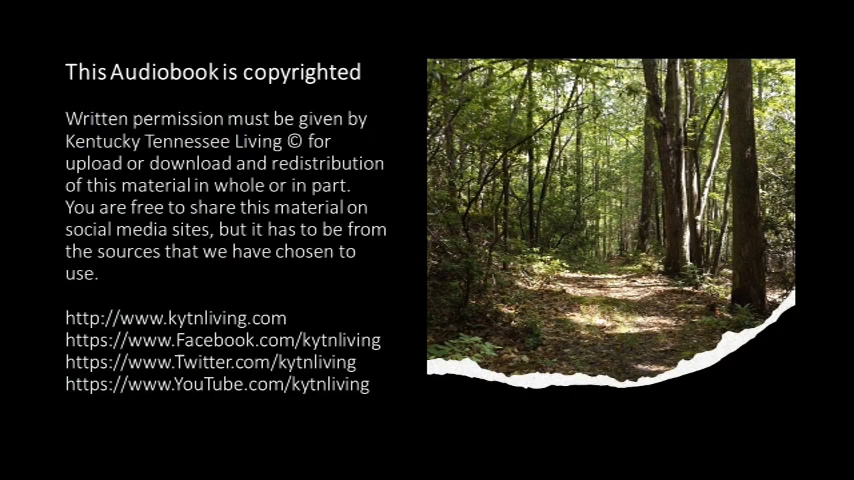 This Audiobook is copyrighted
Written permission must be given by
Kentucky Tennessee Living © for
upload or download and redistribution
of this material in whole or in part.
You are free to share this material on
social media sites, but it has to be from
the sources that we have chosen to
use.
http://www.kytnliving.com
https://www.Facebook.com/kytnliving
https://www.Twitter.com/kytnliving
https://www.YouTube.com/kytnliving